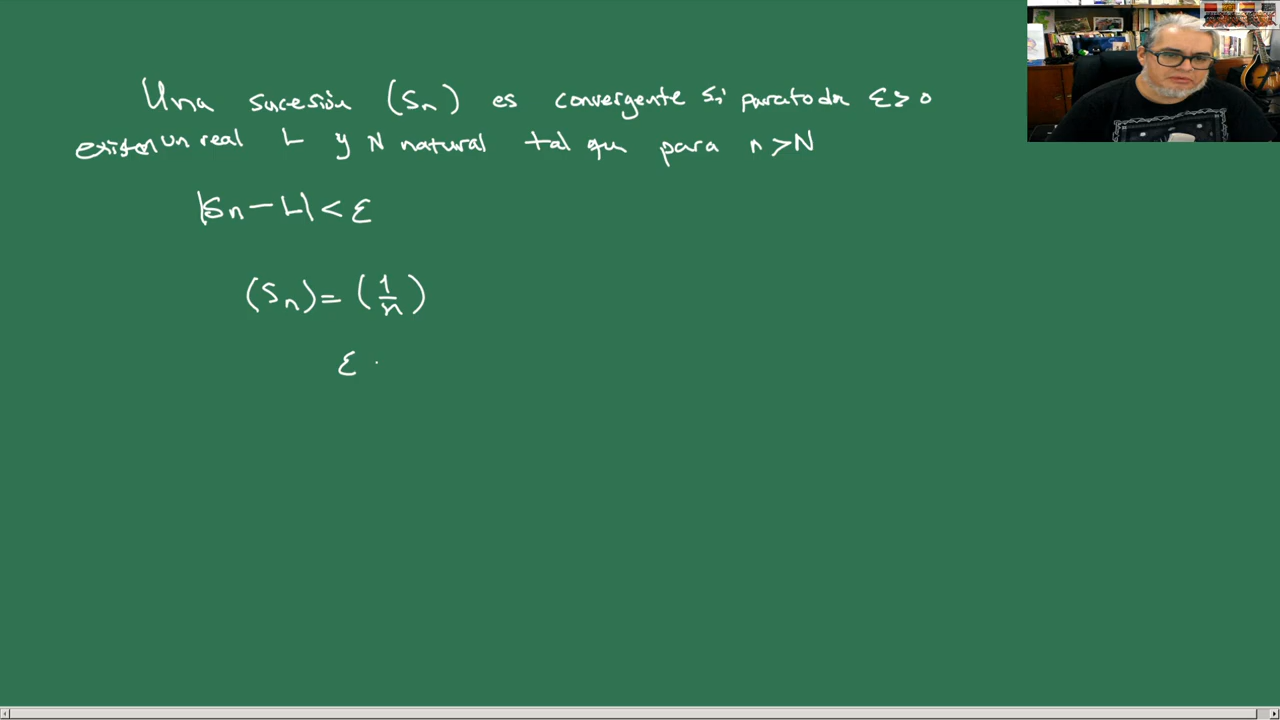 Una sucesión (Sn) es convergente si para toda ε > 0
existen un real L y N natural tal que para n > N
|Sn − L| < ε
(Sn) = (1/n)
ε